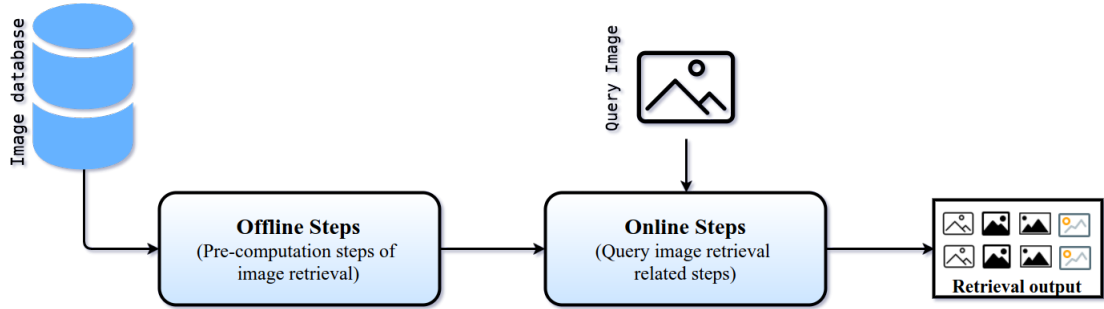 Image database
Query Image
Offline Steps
(Pre-computation steps of
image retrieval)
Online Steps
(Query image retrieval
related steps)
Retrieval output